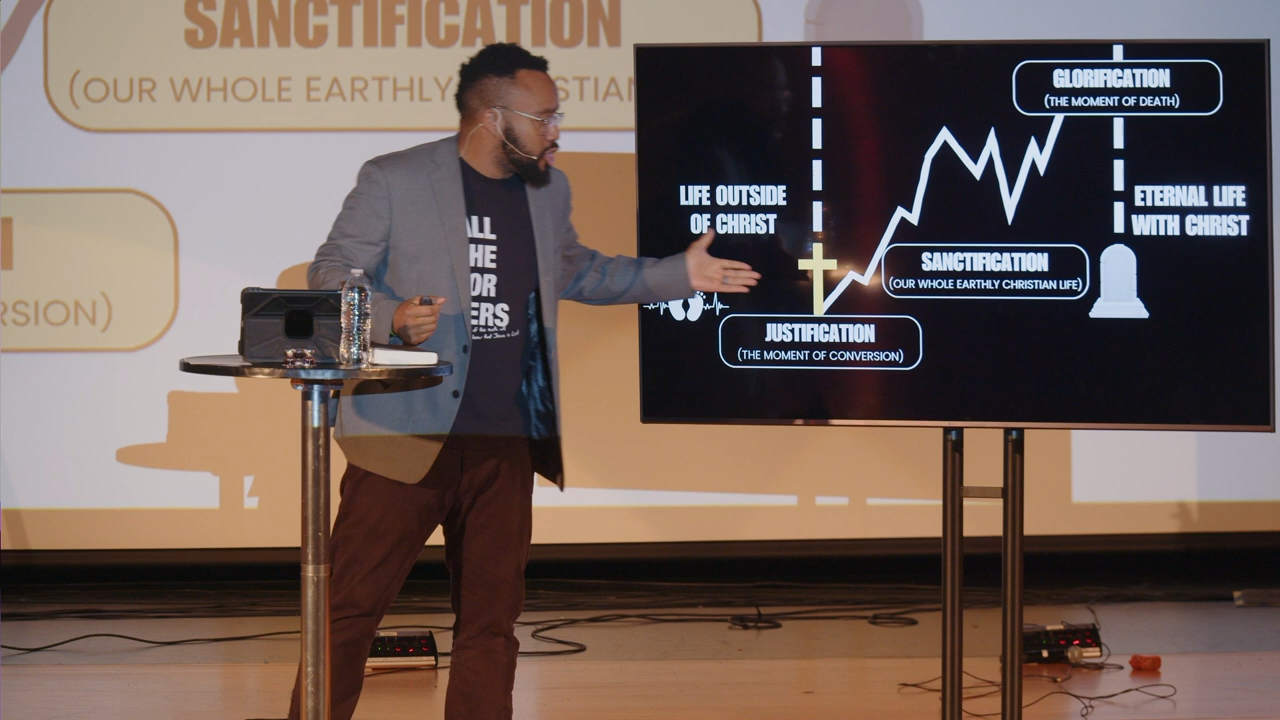 SANCTIFICATION
(OUR WHOLE EARTHLY
RSION)
ALL
HE
OR
ERS
GLORIFICATION
(THE MOMENT OF DEATH)
LIFE OUTSIDE
OF CHRIST
ETERNAL LIFE
WITH CHRIST
SANCTIFICATION
(OUR WHOLE EARTHLY CHRISTIAN LIFE)
JUSTIFICATION
(THE MOMENT OF CONVERSION)